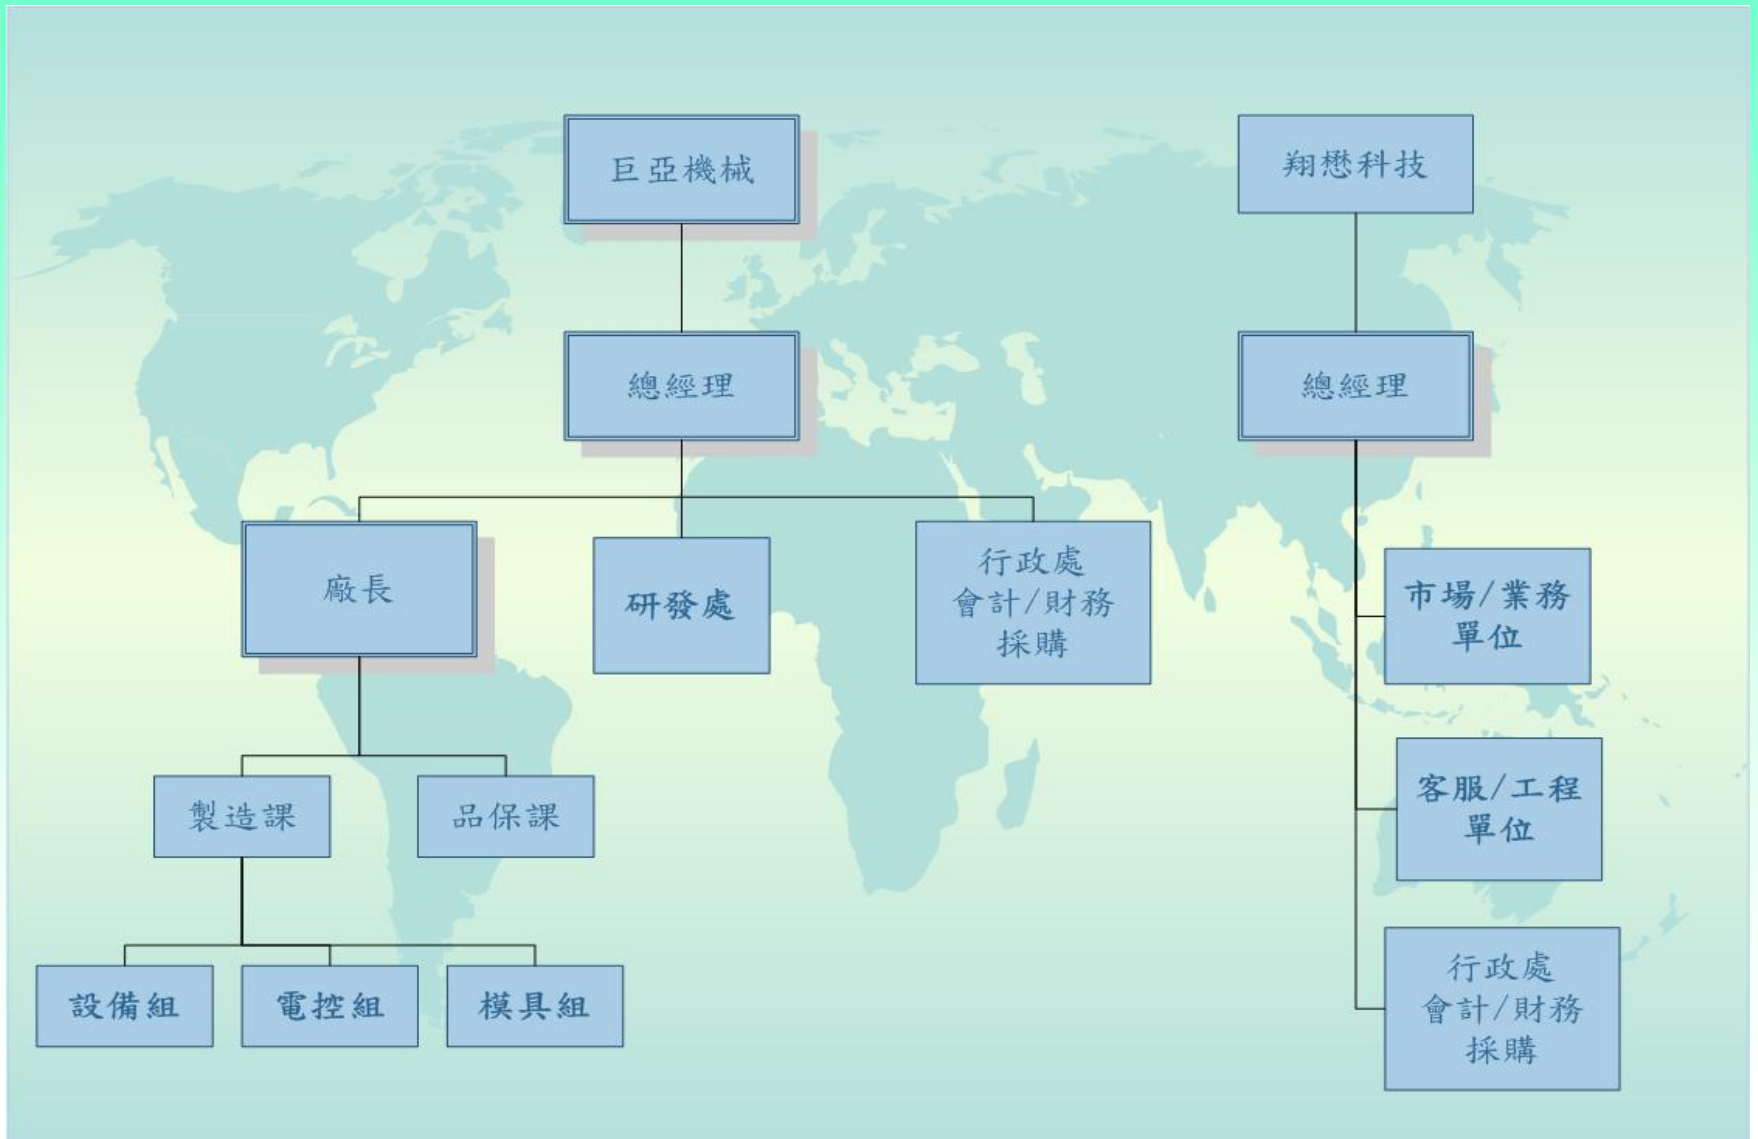 巨亞機械
翔懋科技
總經理
總經理
廠長
研發處
行政處
會計/財務
採購
市場/業務
單位
製造課
品保課
客服/工程
單位
設備組
電控組
模具組
行政處
會計/財務
採購